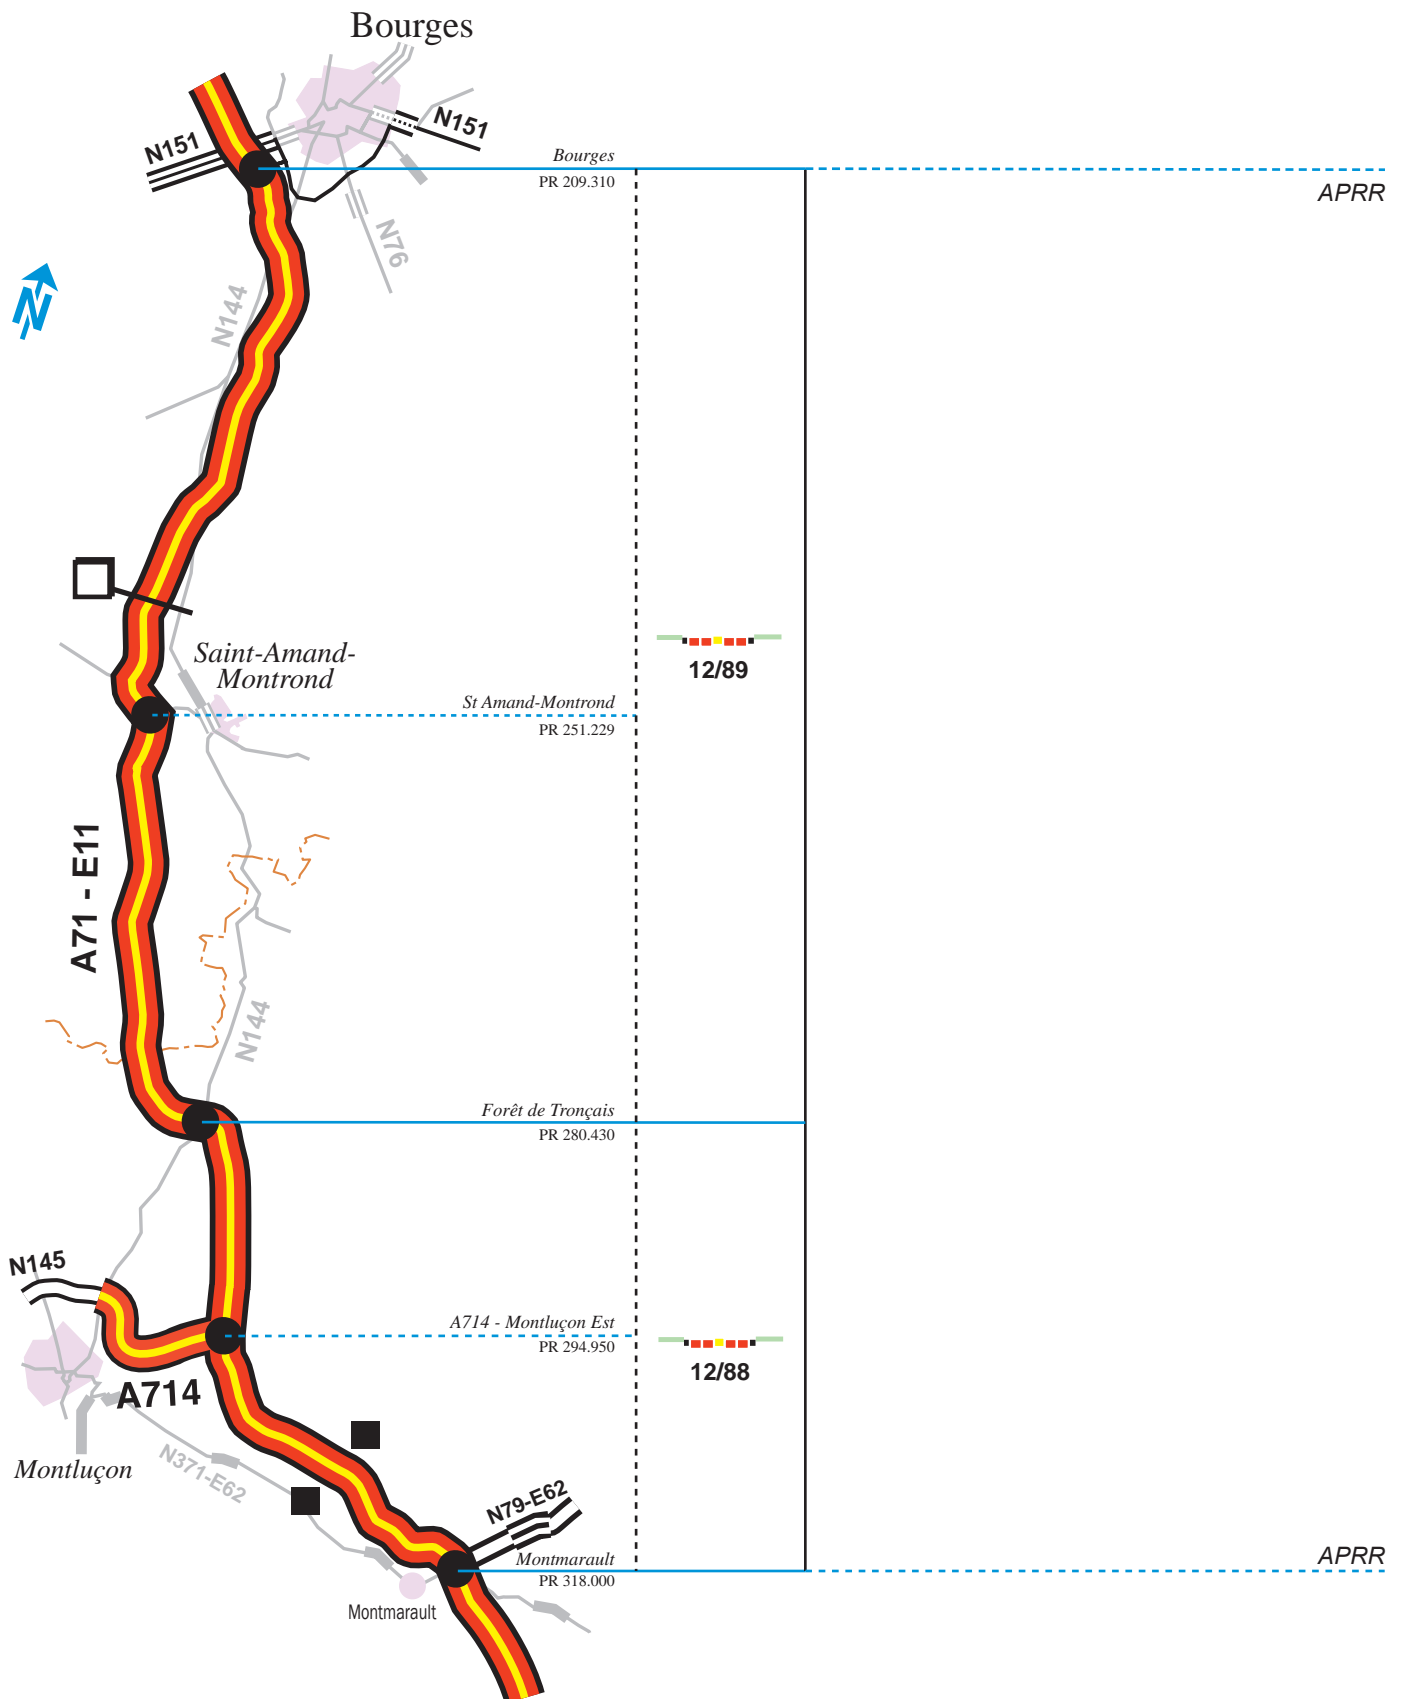 Bourges
N151
N151
Bourges
PR 209.310
APRR
N76
N
N144
12/89
Saint-Amand-
Montrond
St Amand-Montrond
PR 251.229
A71 - E11
N144
Forêt de Tronçais
PR 280.430
N145
A714 - Montluçon Est
PR 294.950
12/88
A714
Montluçon
N371-E62
N79-E62
Montmarault
PR 318.000
APRR
Montmarault